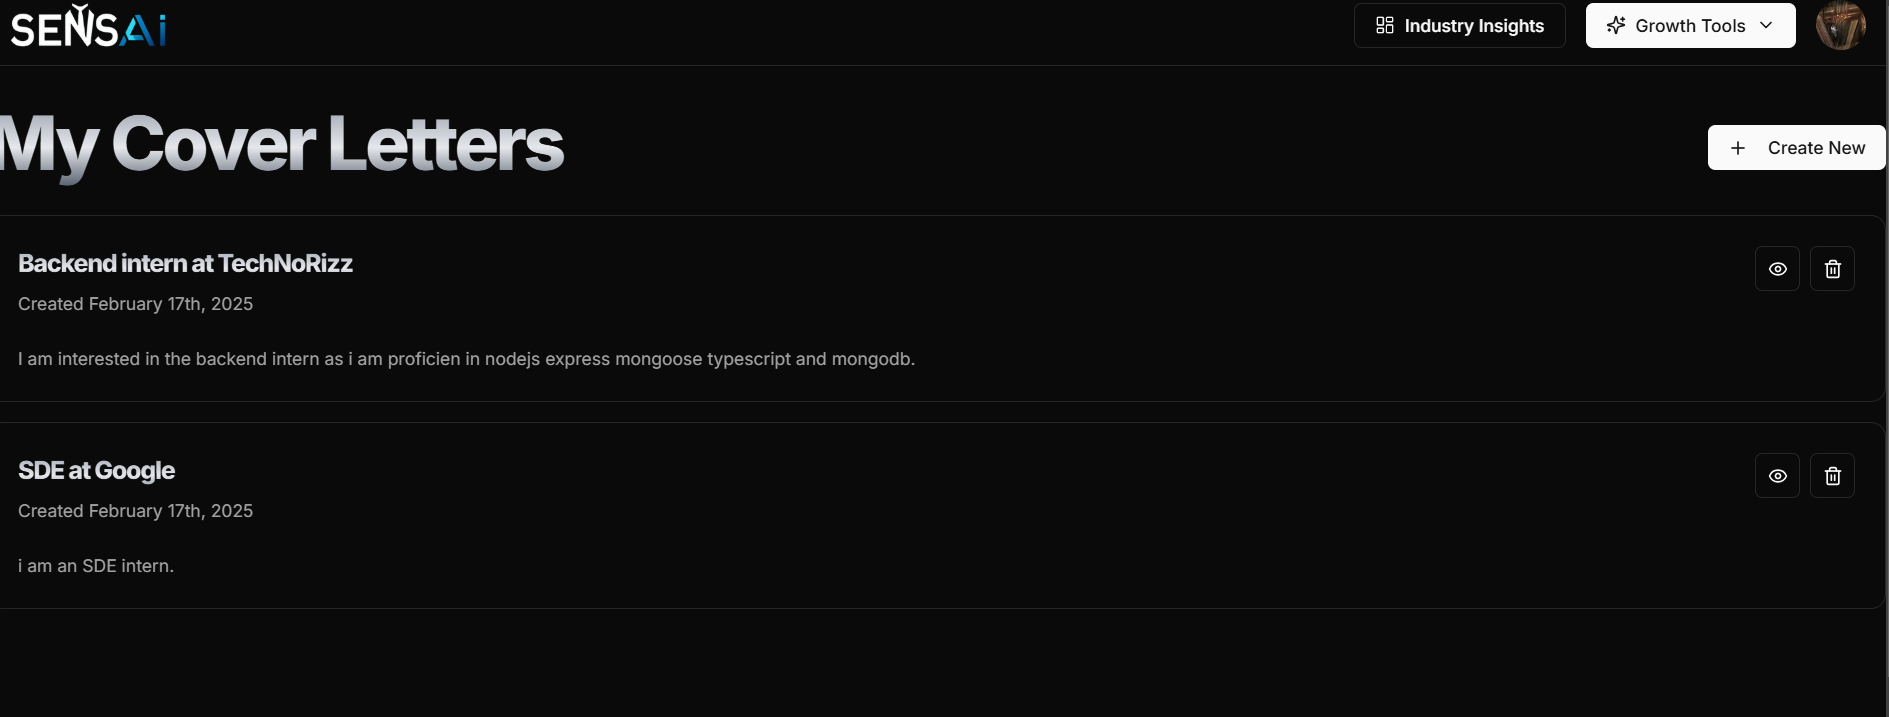 SENSAi
Industry Insights
Growth Tools
My Cover Letters
Create New
Backend intern at TechNoRizz
Created February 17th, 2025
I am interested in the backend intern as i am proficien in nodejs express mongoose typescript and mongodb.
SDE at Google
Created February 17th, 2025
i am an SDE intern.